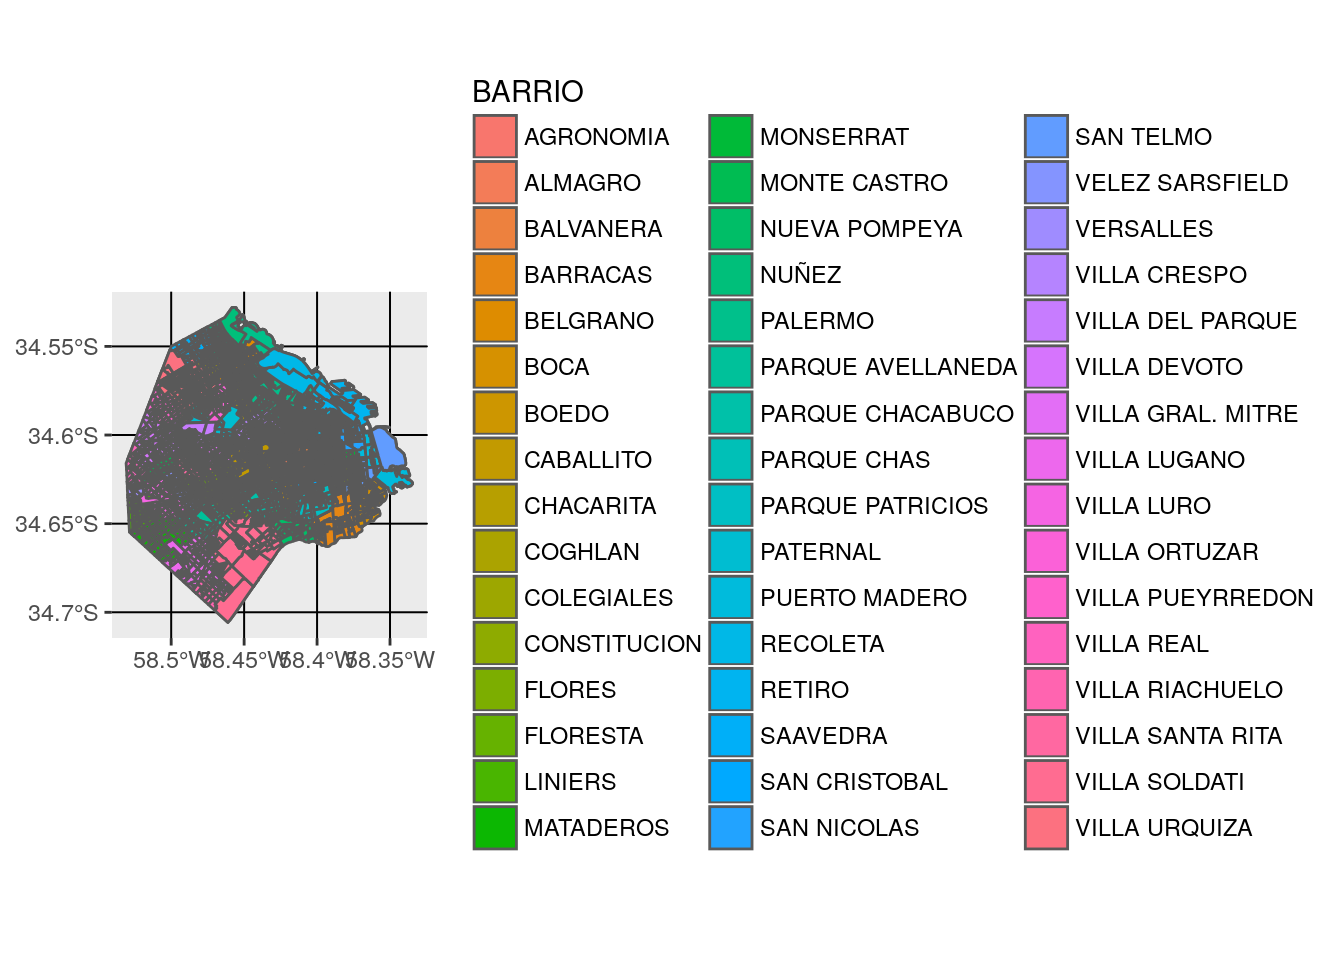 BARRIO
AGRONOMIA
ALMAGRO
BALVANERA
BARRACAS
BELGRANO
BOCA
BOEDO
CABALLITO
CHACARITA
COGHLAN
COLEGIALES
CONSTITUCION
FLORES
FLORESTA
LINIERS
MATADEROS
MONSERRAT
MONTE CASTRO
NUEVA POMPEYA
NUÑEZ
PALERMO
PARQUE AVELLANEDA
PARQUE CHACABUCO
PARQUE CHAS
PARQUE PATRICIOS
PATERNAL
PUERTO MADERO
RECOLETA
RETIRO
SAAVEDRA
SAN CRISTOBAL
SAN NICOLAS
SAN TELMO
VELEZ SARSFIELD
VERSALLES
VILLA CRESPO
VILLA DEL PARQUE
VILLA DEVOTO
VILLA GRAL. MITRE
VILLA LUGANO
VILLA LURO
VILLA ORTUZAR
VILLA PUEYRREDON
VILLA REAL
VILLA RIACHUELO
VILLA SANTA RITA
VILLA SOLDATI
VILLA URQUIZA
34.55°S
34.6°S
34.65°S
34.7°S
58.5°W 58.45°W 58.4°W 58.35°W